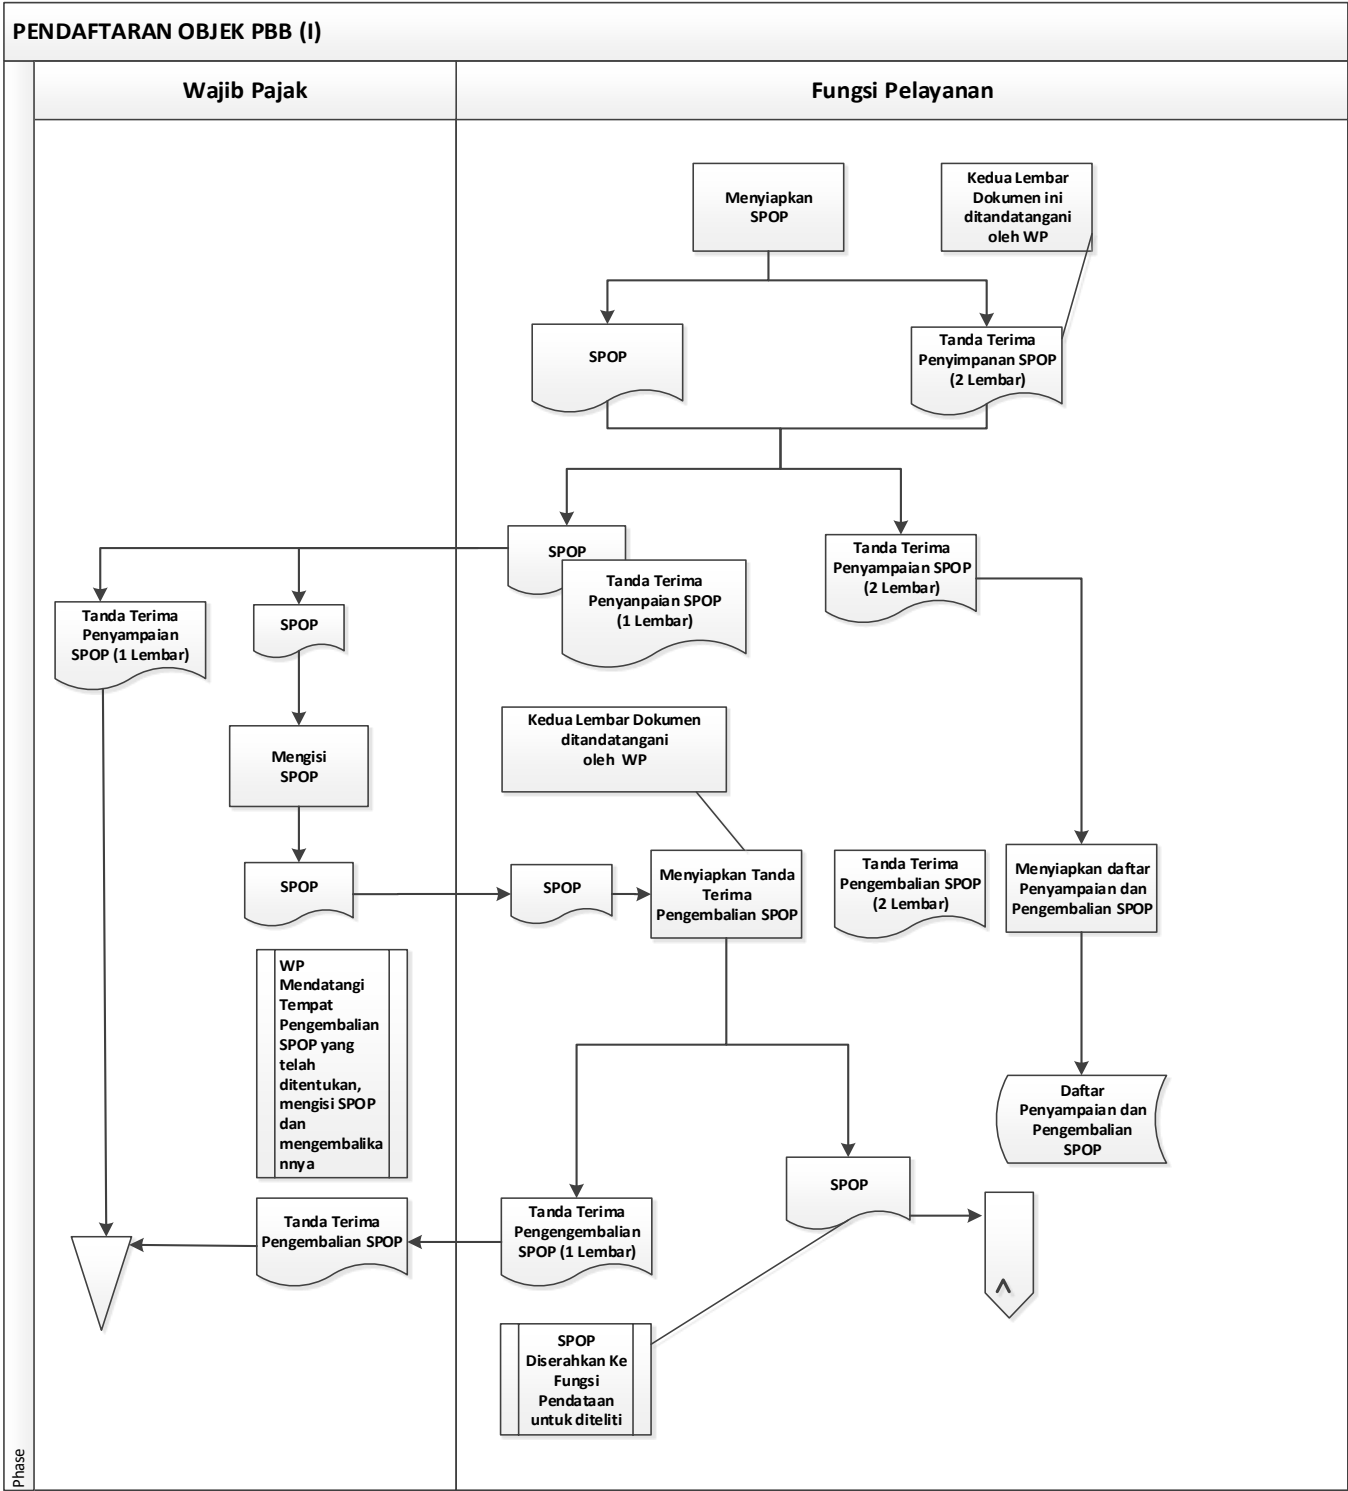 PENDAFTARAN OBJEK PBB (I)
Wajib Pajak
Fungsi Pelayanan
Menyiapkan
SPOP
Kedua Lembar
Dokumen ini
ditandatangani
oleh WP
SPOP
Tanda Terima
Penyimpanan SPOP
(2 Lembar)
SPOP
Tanda Terima
Penyanpaian SPOP
(1 Lembar)
Tanda Terima
Penyampaian SPOP
(2 Lembar)
Tanda Terima
Penyampaian
SPOP (1 Lembar)
SPOP
Mengisi
SPOP
Kedua Lembar Dokumen
ditandatangani
oleh WP
SPOP
SPOP
Menyiapkan Tanda
Terima
Pengembalian SPOP
Tanda Terima
Pengembalian SPOP
(2 Lembar)
Menyiapkan daftar
Penyampaian dan
Pengembalian SPOP
WP
Mendatangi
Tempat
Pengembalian
SPOP yang
telah
ditentukan,
mengisi SPOP
dan
mengembalika
nnya
Daftar
Penyampaian dan
Pengembalian
SPOP
SPOP
Tanda Terima
Pengembalian SPOP
Tanda Terima
Pengengembalian
SPOP (1 Lembar)
SPOP
Diserahkan Ke
Fungsi
Pendataan
untuk diteliti
Phase